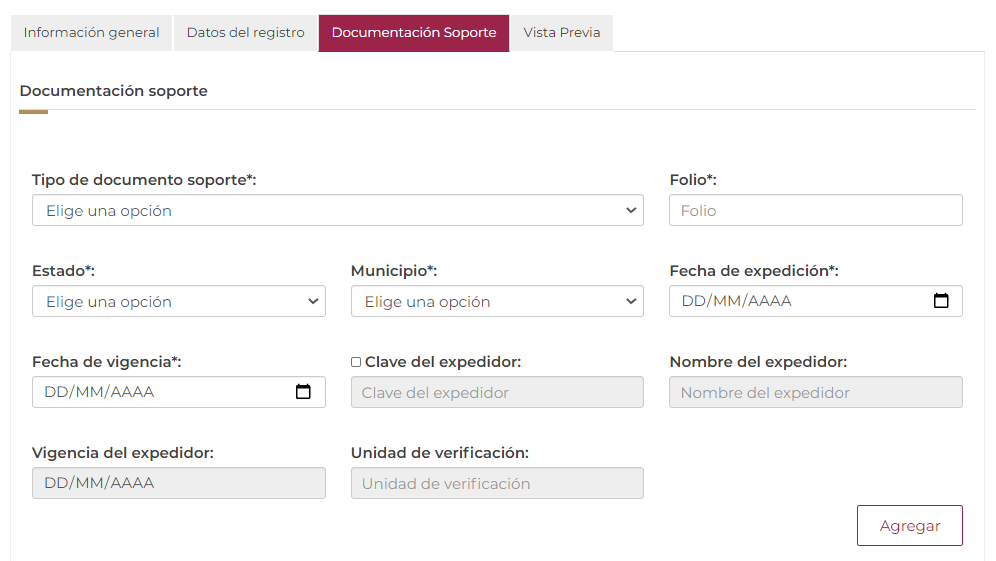 Información general Datos del registro Documentación Soporte Vista Previa
Documentación soporte
Tipo de documento soporte*: Folio*:
Elige una opción Folio
Estado*: Municipio*: Fecha de expedición*:
Elige una opción Elige una opción DD/MM/AAAA
Fecha de vigencia*: Clave del expedidor: Nombre del expedidor:
DD/MM/AAAA Clave del expedidor Nombre del expedidor
Vigencia del expedidor: Unidad de verificación:
DD/MM/AAAA Unidad de verificación
Agregar